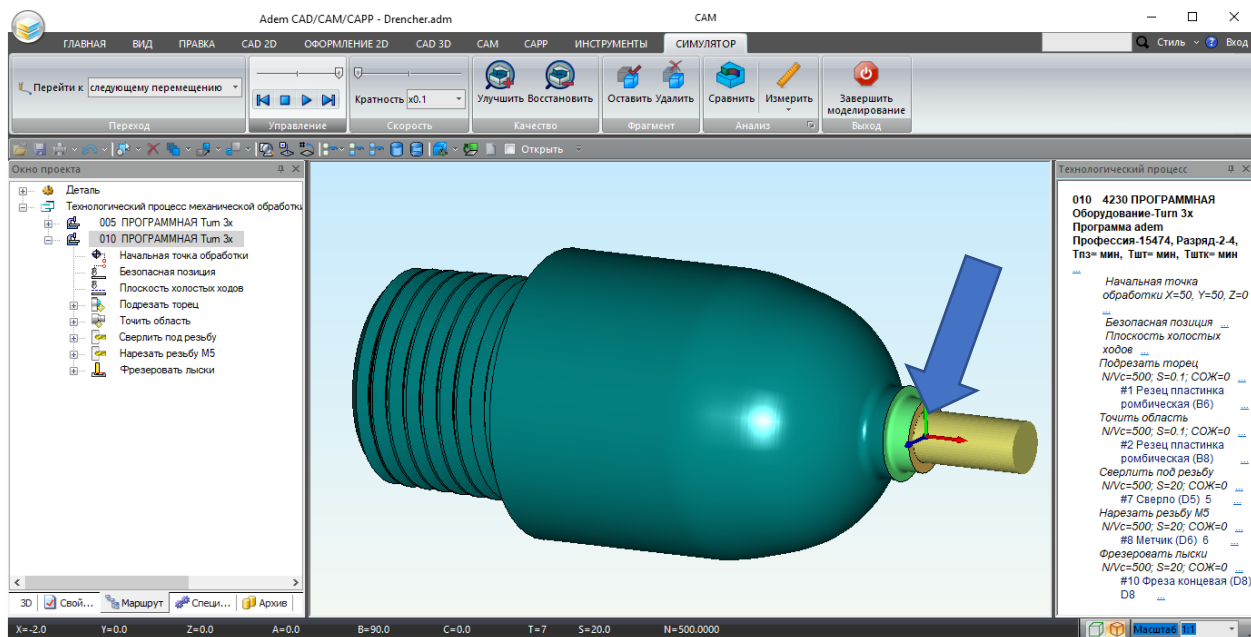 Adem CAD/CAM/CAPP - Drencher.adm
CAM
ГЛАВНАЯ ВИД ПРАВКА CAD 2D ОФОРМЛЕНИЕ 2D CAD 3D CAM CAPP ИНСТРУМЕНТЫ СИМУЛЯТОР
Стиль
Вход
Перейти к следующему перемещению
Кратность x0.1
Улучшить Восстановить
Оставить Удалить
Сравнить Измерить
Завершить
моделирование
Переход Управление Скорость Качество Фрагмент Анализ Выход
Открыть
Окно проекта
Деталь
Технологический процесс механической обработки
005 ПРОГРАММНАЯ Turn 3x
010 ПРОГРАММНАЯ Turn 3x
Начальная точка обработки
Безопасная позиция
Плоскость холостых ходов
Подрезать торец
Точить область
Сверлить под резьбу
Нарезать резьбу М5
Фрезеровать лыски
3D Свой... Маршрут Специ... Архив
Технологический процесс
010 4230 ПРОГРАММНАЯ
Оборудование-Turn 3x
Программа adem
Профессия-15474, Разряд-2-4,
Тпз= мин, Тшт= мин, Тштк= мин
...
Начальная точка
обработки X=50, Y=50, Z=0
...
Безопасная позиция ...
Плоскость холостых
ходов ...
Подрезать торец
N/Vc=500; S=0.1; СОЖ=0 ...
#1 Резец пластинка
ромбическая (B6) ...
Точить область
N/Vc=500; S=0.1; СОЖ=0 ...
#2 Резец пластинка
ромбическая (B8) ...
Сверлить под резьбу
N/Vc=500; S=20; СОЖ=0 ...
#7 Сверло (D5) 5 ...
Нарезать резьбу М5
N/Vc=500; S=20; СОЖ=0 ...
#8 Метчик (D6) 6 ...
Фрезеровать лыски
N/Vc=500; S=20; СОЖ=0 ...
#10 Фреза концевая (D8)
D8 ...
X=-2.0 Y=0.0 Z=0.0 A=0.0 B=90.0 C=0.0 T=7 S=20.0 N=500.0000
Масштаб 1:1